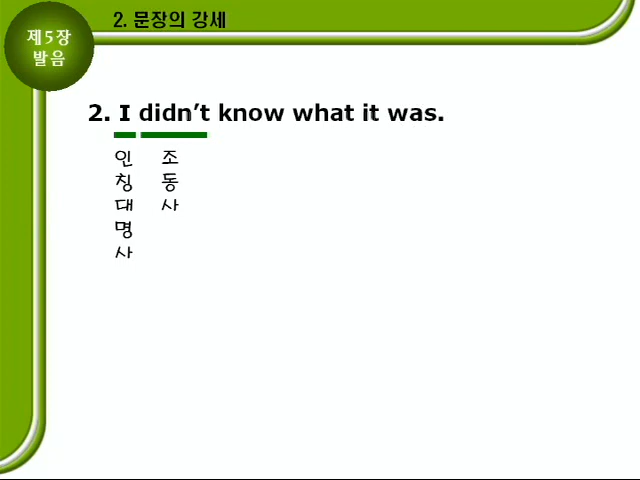 2. 문장의 강세
제5장
발음
2. I didn’t know what it was.
인칭대명사
조동사